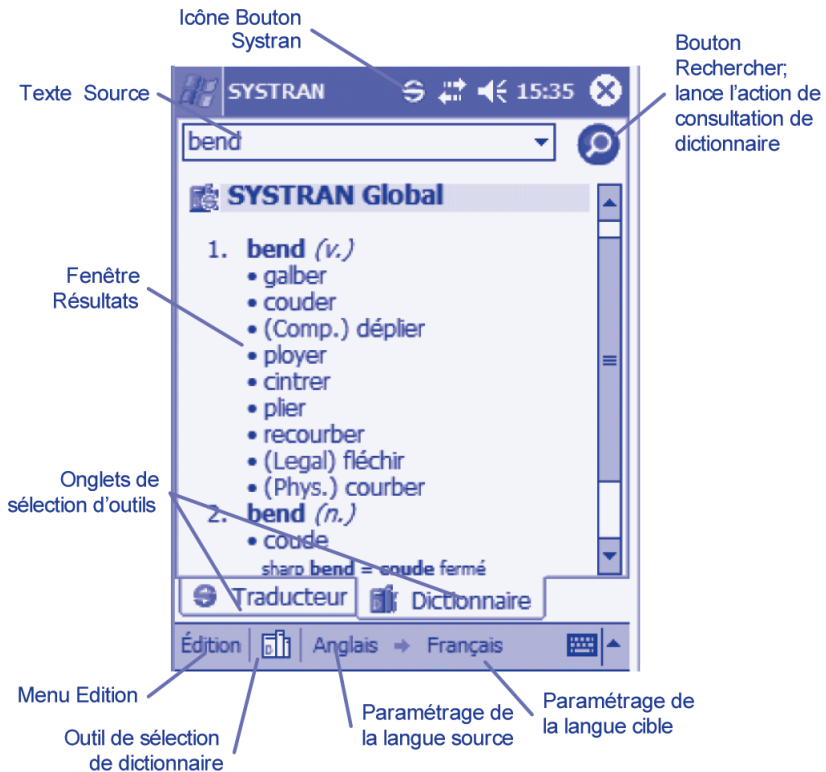 Icône Bouton
Systran
Bouton
Rechercher;
lance l'action de
consultation de
dictionnaire
Texte Source
SYSTRAN 15:35
bend
SYSTRAN Global
1. bend (v.)
• galber
• couder
• (Comp.) déplier
Fenêtre
Résultats
• ployer
• cintrer
• plier
• recourber
• (Legal) fléchir
• (Phys.) courber
Onglets de
sélection d'outils
2. bend (n.)
• coude
sharp bend = coude fermé
Traducteur Dictionnaire
Édition Anglais Français
Menu Edition
Outil de sélection
de dictionnaire
Paramétrage de
la langue source
Paramétrage de
la langue cible